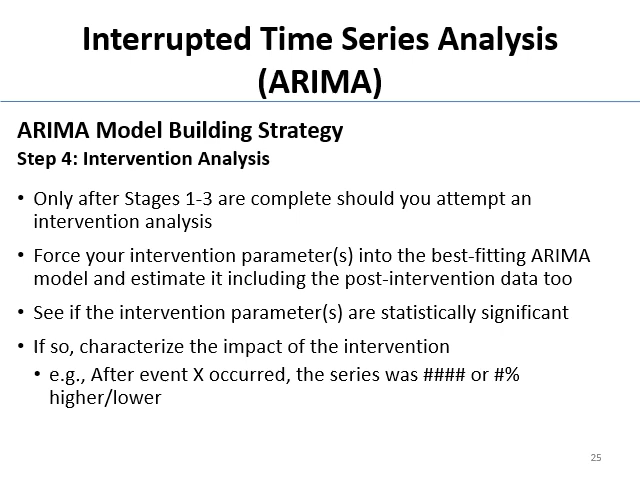 Interrupted Time Series Analysis
(ARIMA)
ARIMA Model Building Strategy
Step 4: Intervention Analysis
• Only after Stages 1-3 are complete should you attempt an
intervention analysis
• Force your intervention parameter(s) into the best-fitting ARIMA
model and estimate it including the post-intervention data too
• See if the intervention parameter(s) are statistically significant
• If so, characterize the impact of the intervention
• e.g., After event X occurred, the series was #### or #%
higher/lower
25